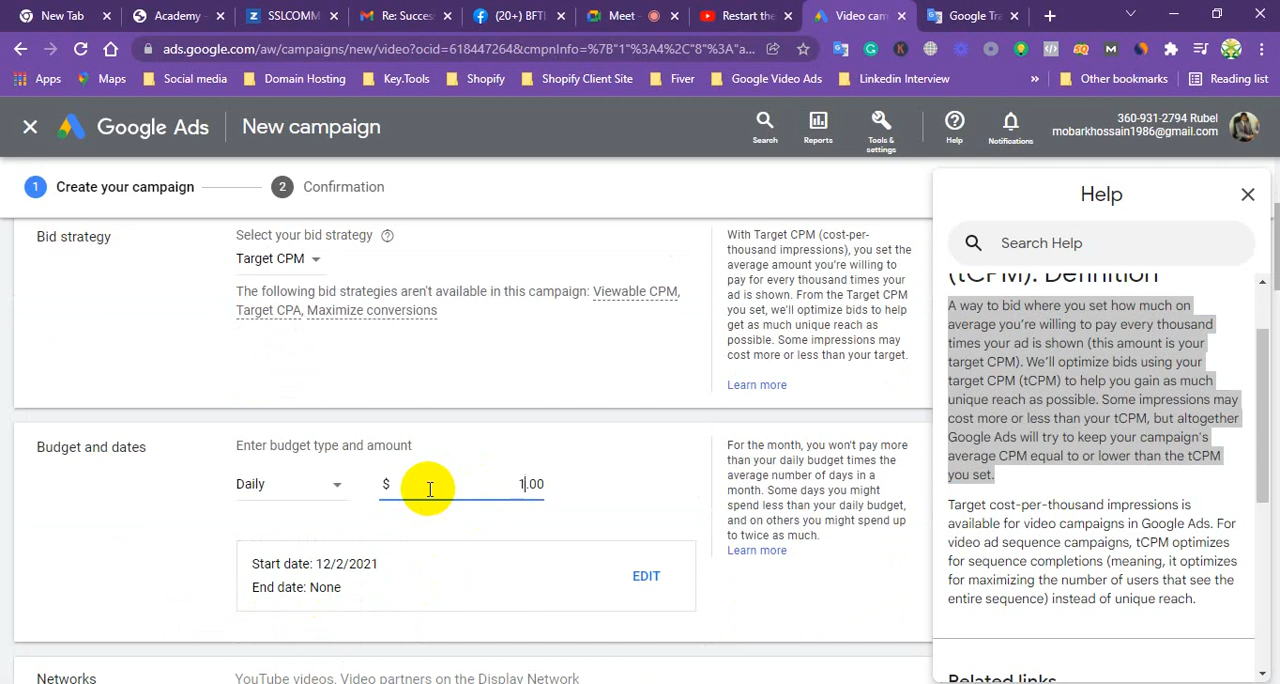 New Tab
Academy -
SSLCOMM
Re: Succes
(20+) BFTI
Meet -
Restart the
Video cam
Google Tra
ads.google.com/aw/campaigns/new/video?ocid=618447264&cmpnInfo=%7B"1"%3A4%2C"8"%3A"a...
Apps
Maps
Social media
Domain Hosting
Key.Tools
Shopify
Shopify Client Site
Fiver
Google Video Ads
Linkedin Interview
»
Other bookmarks
Reading list
Google Ads
New campaign
Search
Reports
Tools & settings
Help
Notifications
360-931-2794 Rubel
mobarkhossain1986@gmail.com
1 Create your campaign
2 Confirmation
Bid strategy
Select your bid strategy
Target CPM
The following bid strategies aren't available in this campaign: Viewable CPM,
Target CPA, Maximize conversions
With Target CPM (cost-per-
thousand impressions), you set the
average amount you're willing to
pay for every thousand times your
ad is shown. From the Target CPM
you set, we'll optimize bids to help
get as much unique reach as
possible. Some impressions may
cost more or less than your target.
Learn more
Budget and dates
Enter budget type and amount
Daily
$ 1.00
Start date: 12/2/2021
End date: None
EDIT
For the month, you won't pay more
than your daily budget times the
average number of days in a
month. Some days you might
spend less than your daily budget,
and on others you might spend up
to twice as much.
Learn more
Networks
YouTube videos, Video partners on the Display Network
Help
Search Help
(tCPM): Definition
A way to bid where you set how much on
average you're willing to pay every thousand
times your ad is shown (this amount is your
target CPM). We'll optimize bids using your
target CPM (tCPM) to help you gain as much
unique reach as possible. Some impressions may
cost more or less than your tCPM, but altogether
Google Ads will try to keep your campaign's
average CPM equal to or lower than the tCPM
you set.
Target cost-per-thousand impressions is
available for video campaigns in Google Ads. For
video ad sequence campaigns, tCPM optimizes
for sequence completions (meaning, it optimizes
for maximizing the number of users that see the
entire sequence) instead of unique reach.
Related links